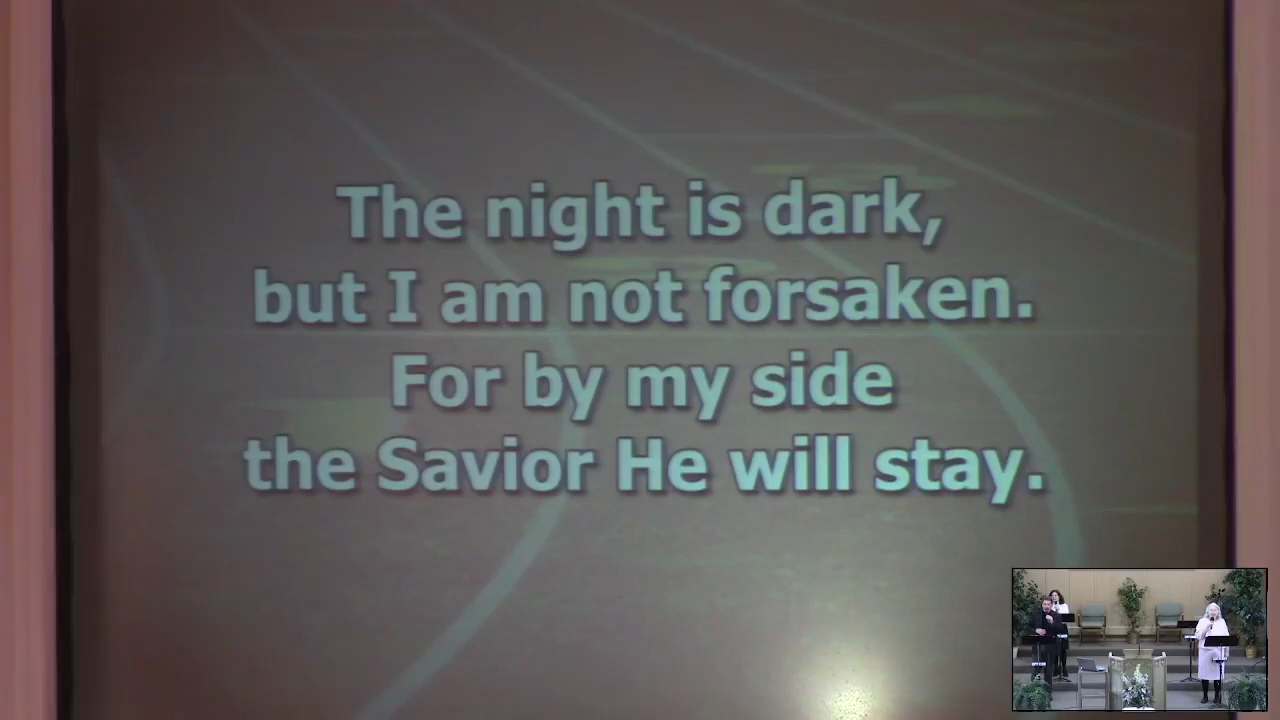 The night is dark,
but I am not forsaken.
For by my side
the Savior He will stay.